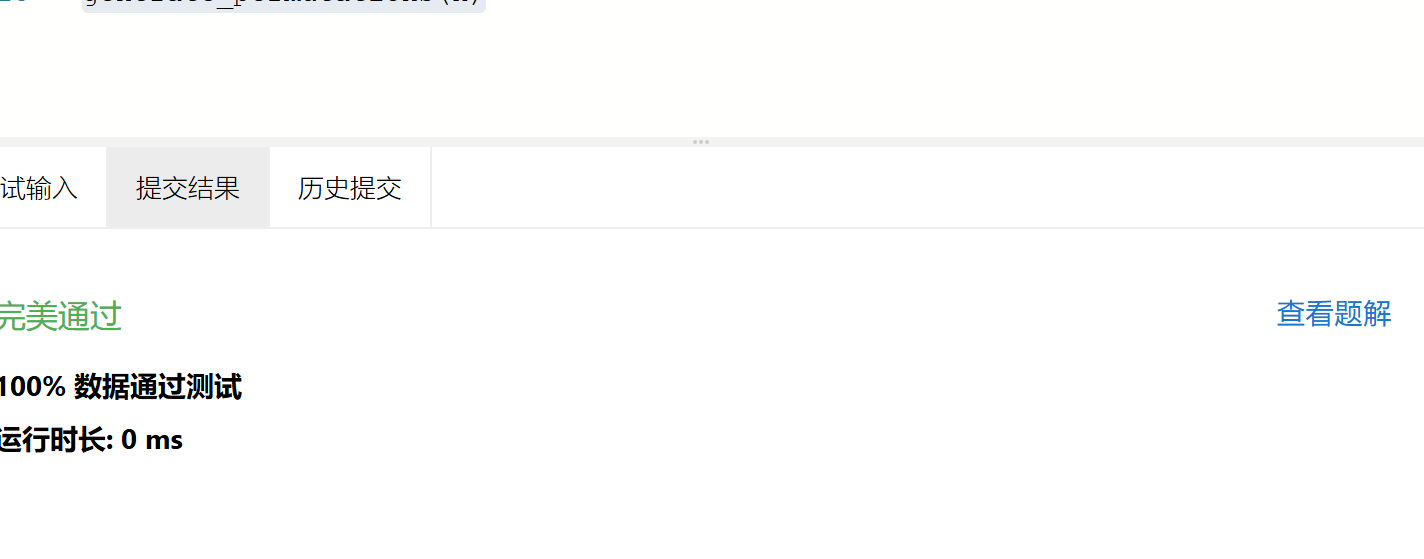 试输入 提交结果 历史提交
完美通过 查看题解
100% 数据通过测试
运行时长: 0 ms